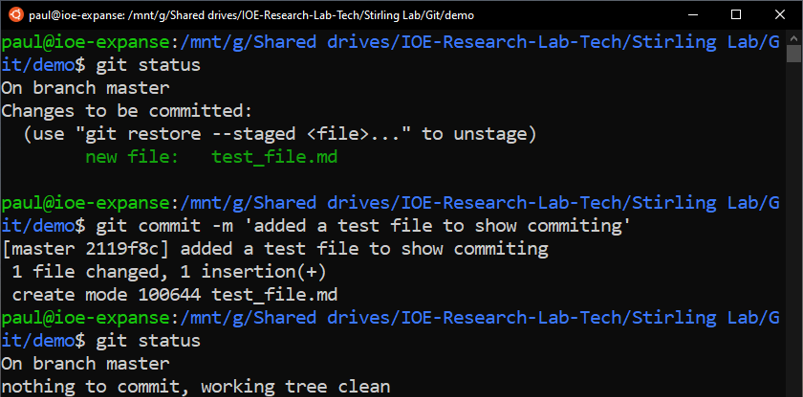 paul@ioe-expanse: /mnt/g/Shared drives/IOE-Research-Lab-Tech/Stirling Lab/Git/demo
paul@ioe-expanse:/mnt/g/Shared drives/IOE-Research-Lab-Tech/Stirling Lab/G
it/demo$ git status
On branch master
Changes to be committed:
  (use "git restore --staged <file>..." to unstage)
        new file:   test_file.md

paul@ioe-expanse:/mnt/g/Shared drives/IOE-Research-Lab-Tech/Stirling Lab/G
it/demo$ git commit -m 'added a test file to show commiting'
[master 2119f8c] added a test file to show commiting
 1 file changed, 1 insertion(+)
 create mode 100644 test_file.md
paul@ioe-expanse:/mnt/g/Shared drives/IOE-Research-Lab-Tech/Stirling Lab/G
it/demo$ git status
On branch master
nothing to commit, working tree clean